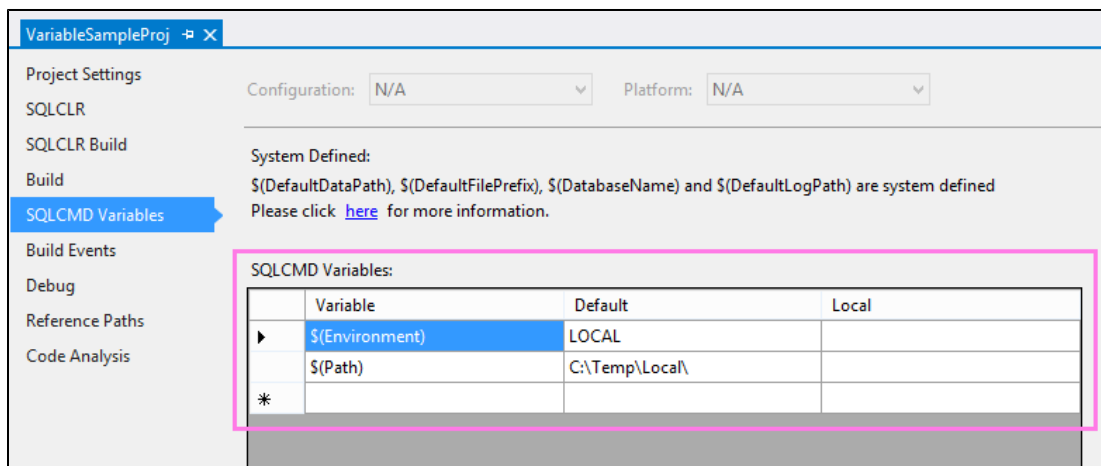 VariableSampleProj
Project Settings
SQLCLR
SQLCLR Build
Build
SQLCMD Variables
Build Events
Debug
Reference Paths
Code Analysis
Configuration: N/A Platform: N/A
System Defined:
$(DefaultDataPath), $(DefaultFilePrefix), $(DatabaseName) and $(DefaultLogPath) are system defined
Please click here for more information.
SQLCMD Variables:
Variable Default Local
$(Environment) LOCAL
$(Path) C:\Temp\Local\